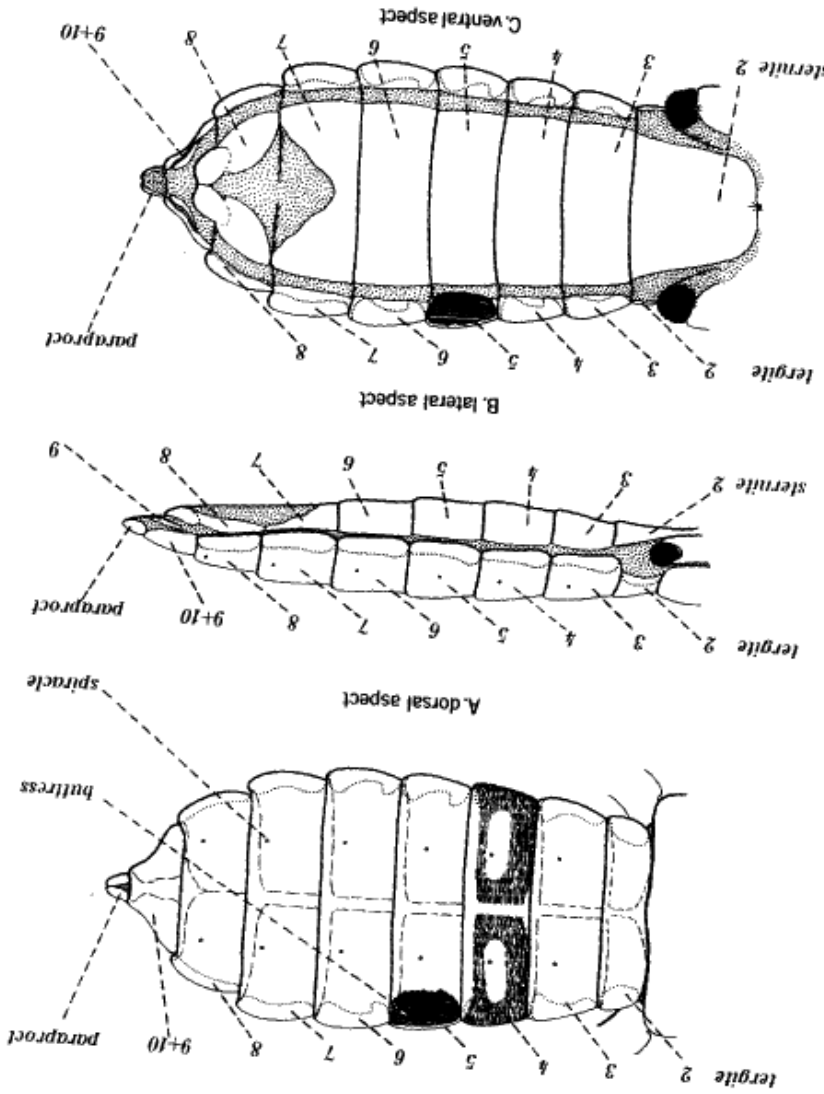 tergite 2 3 4 5 6 7 8 9+10 paraproct
buttress
spiracle
A. dorsal aspect
tergite 2 3 4 5 6 7 8 9+10 paraproct
sternite 2 3 4 5 6 7 8 9
B. lateral aspect
tergite 2 3 4 5 6 7 8 paraproct
sternite 2 3 4 5 6 7 8 9+10
C. ventral aspect